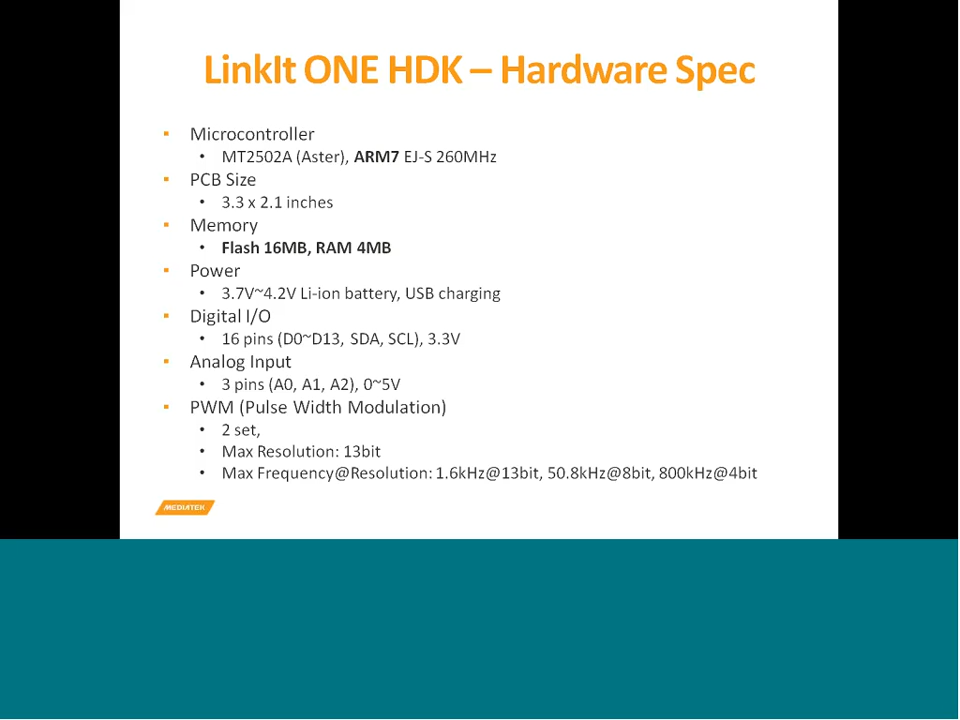 LinkIt ONE HDK – Hardware Spec
▪ Microcontroller
• MT2502A (Aster), ARM7 EJ-S 260MHz
▪ PCB Size
• 3.3 x 2.1 inches
▪ Memory
• Flash 16MB, RAM 4MB
▪ Power
• 3.7V~4.2V Li-ion battery, USB charging
▪ Digital I/O
• 16 pins (D0~D13, SDA, SCL), 3.3V
▪ Analog Input
• 3 pins (A0, A1, A2), 0~5V
▪ PWM (Pulse Width Modulation)
• 2 set,
• Max Resolution: 13bit
• Max Frequency@Resolution: 1.6kHz@13bit, 50.8kHz@8bit, 800kHz@4bit
MEDIATEK